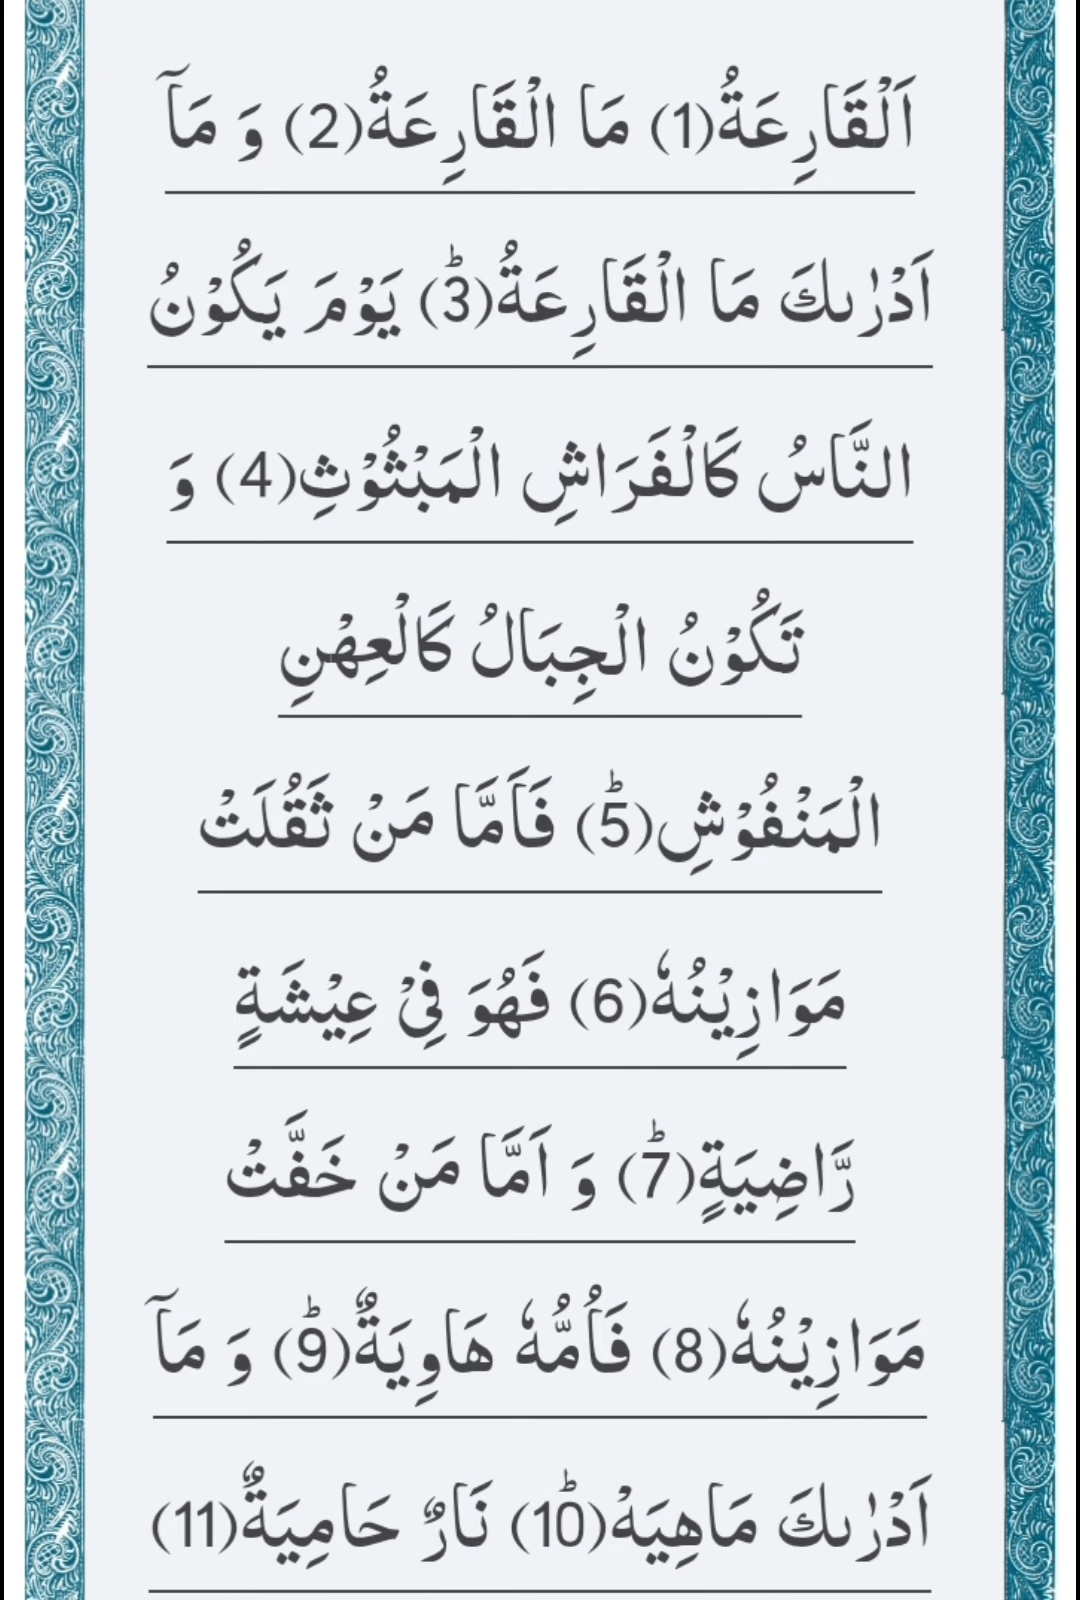 اَلْقَارِعَةُ(1) مَا الْقَارِعَةُ(2) وَ مَاۤ
اَدْرٰىكَ مَا الْقَارِعَةُﭤ(3) یَوْمَ یَكُوْنُ
النَّاسُ كَالْفَرَاشِ الْمَبْثُوْثِ(4) وَ
تَكُوْنُ الْجِبَالُ كَالْعِهْنِ
الْمَنْفُوْشِﭤ(5) فَاَمَّا مَنْ ثَقُلَتْ
مَوَازِیْنُهٗ(6) فَهُوَ فِیْ عِیْشَةٍ
رَّاضِیَةٍﭤ(7) وَ اَمَّا مَنْ خَفَّتْ
مَوَازِیْنُهٗ(8) فَاُمُّهٗ هَاوِیَةٌﭤ(9) وَ مَاۤ
اَدْرٰىكَ مَاهِیَهْﭤ(10) نَارٌ حَامِیَةٌ(11)